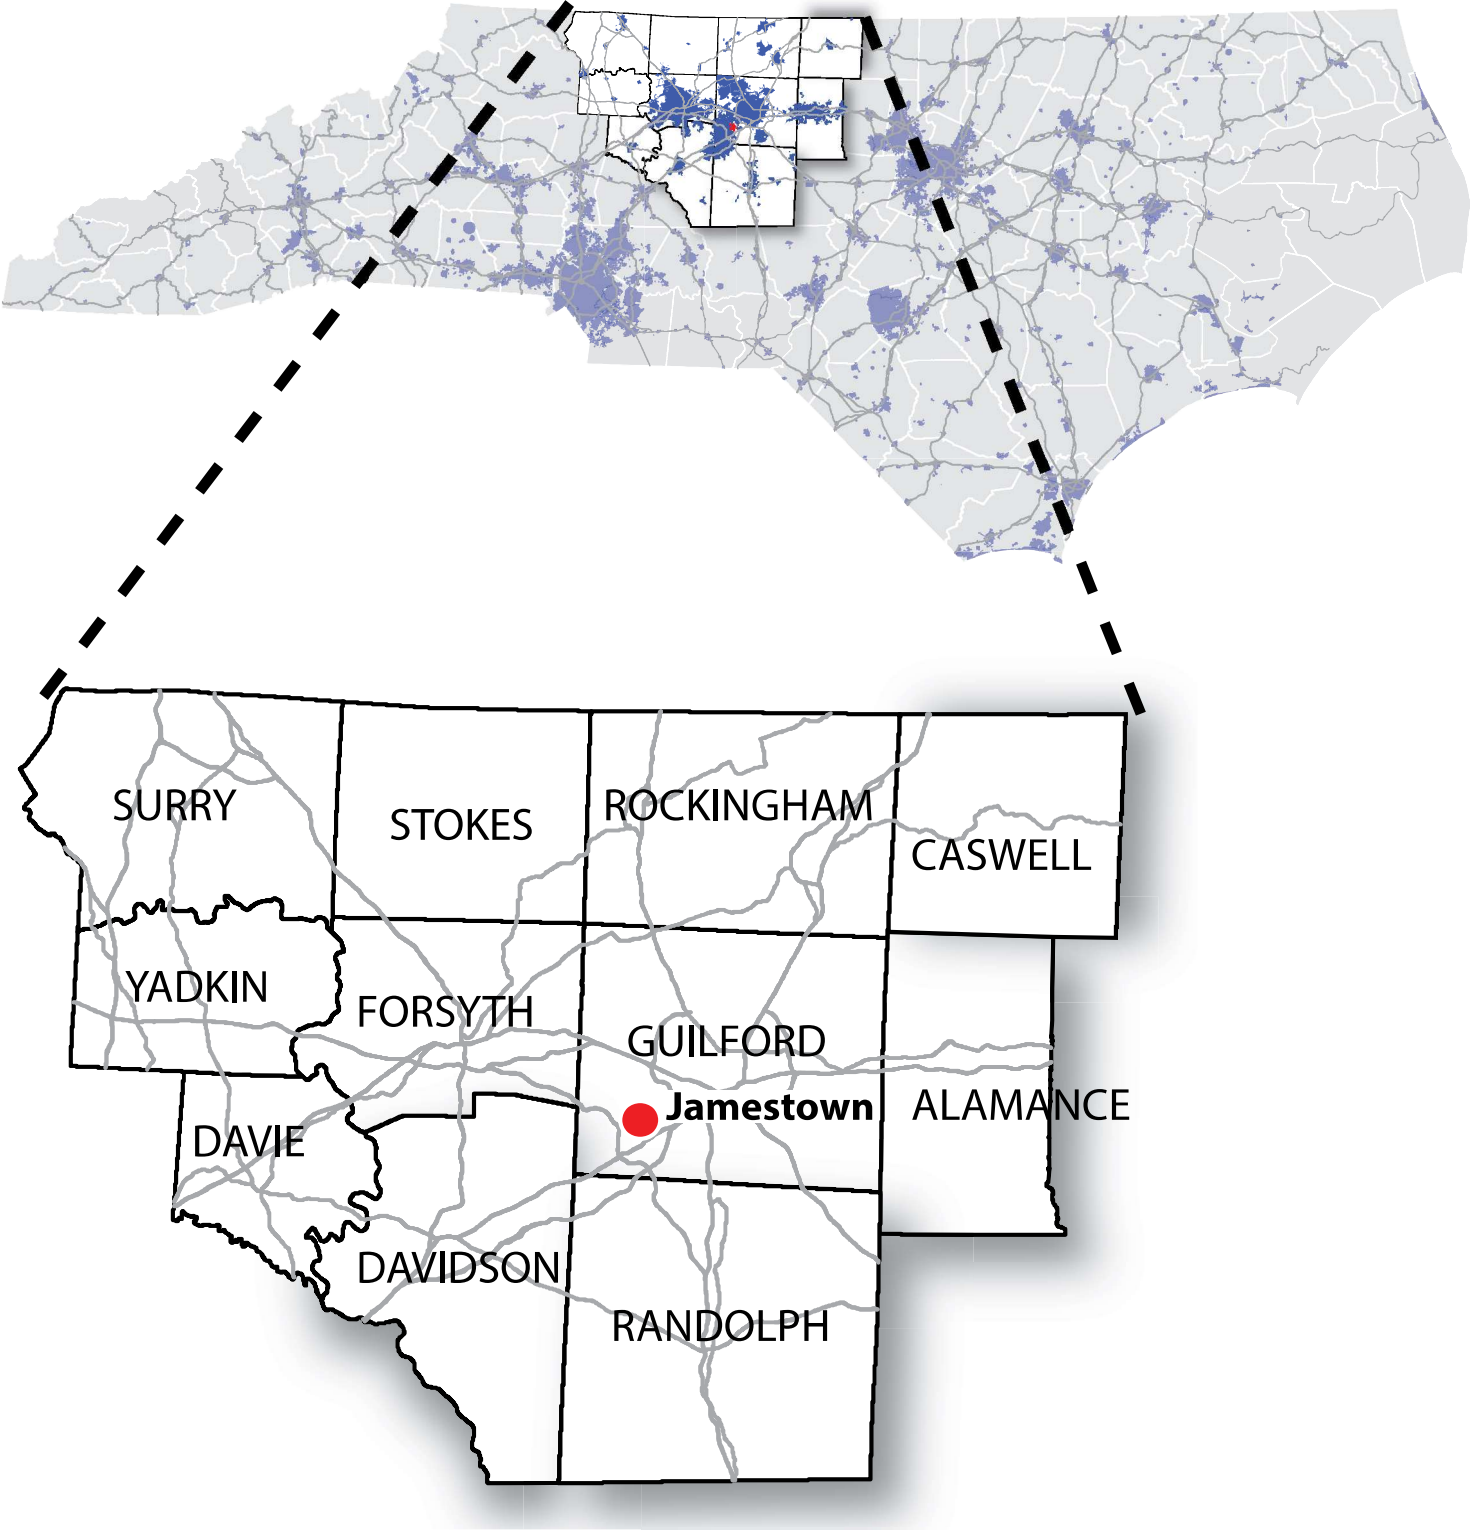 SURRY
STOKES
ROCKINGHAM
CASWELL
YADKIN
FORSYTH
GUILFORD
Jamestown
ALAMANCE
DAVIE
DAVIDSON
RANDOLPH